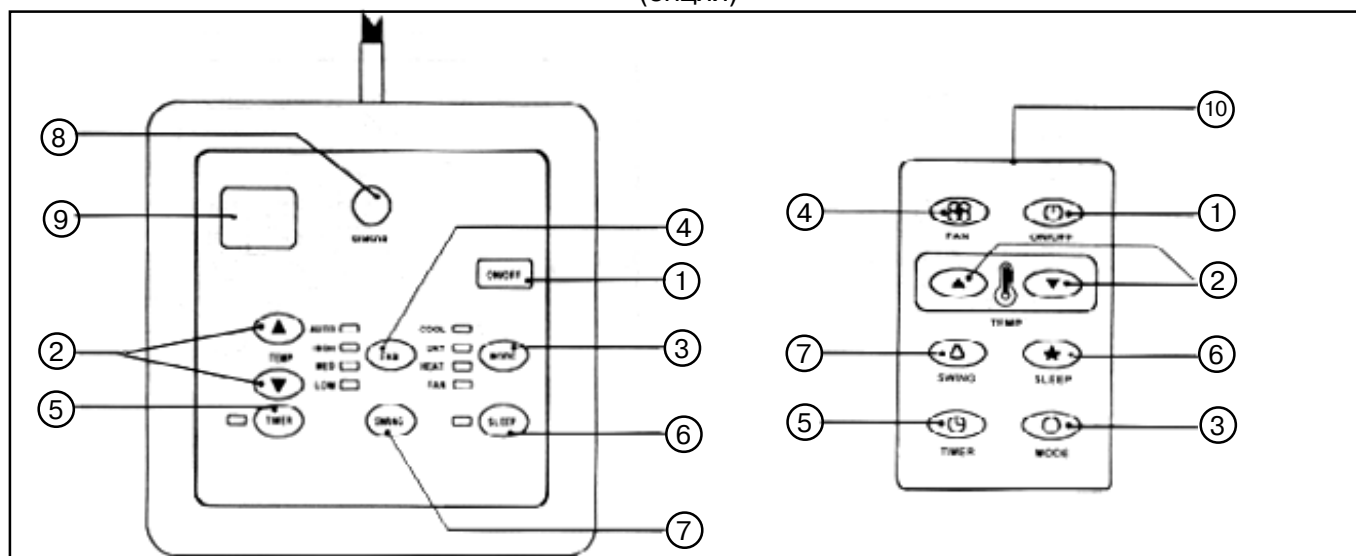 (ОПЦИЯ)
8
9
SENSOR
4
ON/OFF
1
2
AUTO
HIGH
MED
LOW
TEMP
FAN
COOL
DRY
HEAT
FAN
MODE
3
5
TIMER
SWING
SLEEP
6
7
10
4
FAN
ON/OFF
1
2
TEMP
7
SWING
SLEEP
6
5
TIMER
MODE
3